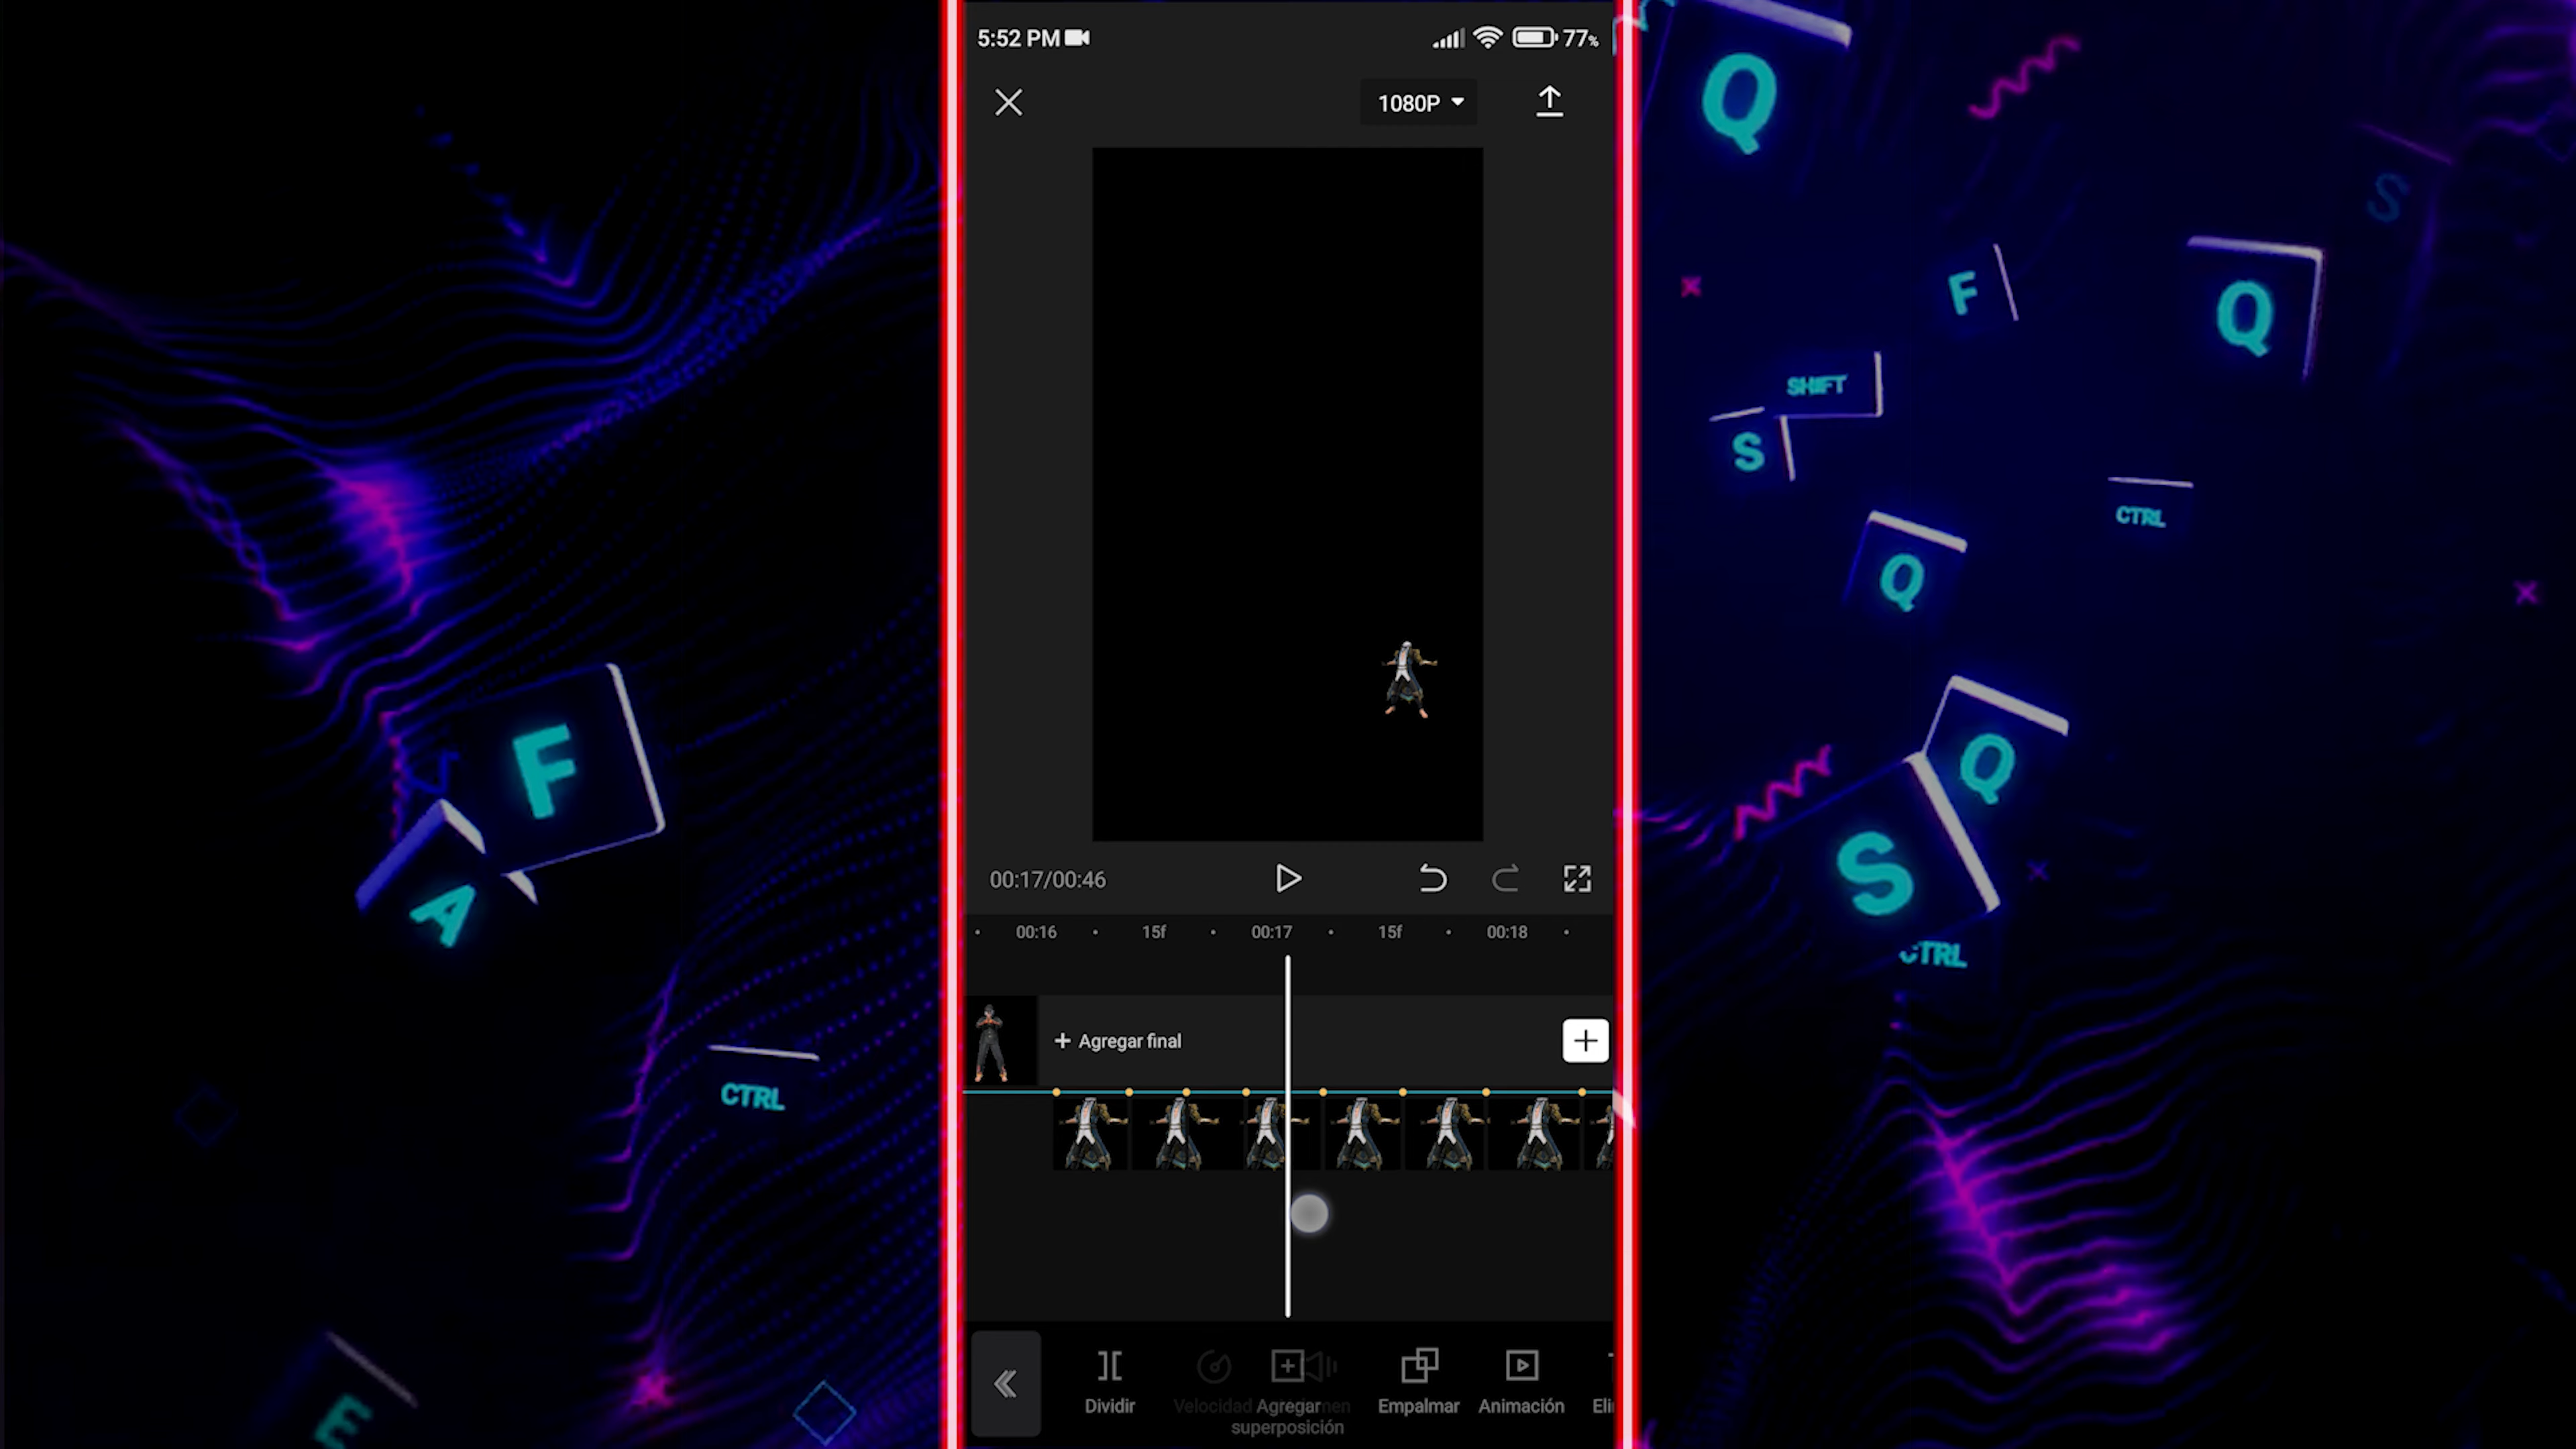 5:52 PM
77%
1080P
00:17/00:46
00:16
15f
00:17
15f
00:18
+ Agregar final
Dividir
Velocidad
Agregar
superposición
Empalmar
Animación
F
A
CTRL
E
Q
S
F
Q
SHIFT
S
CTRL
Q
Q
S
CTRL